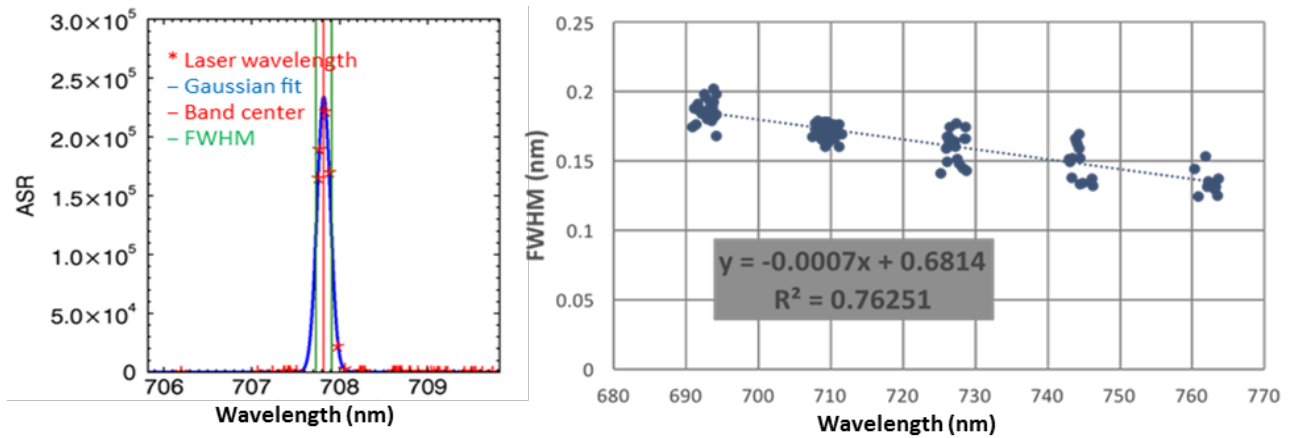 3.0×10⁵
2.5×10⁵
2.0×10⁵
1.5×10⁵
1.0×10⁵
5.0×10⁴
0
ASR
* Laser wavelength
– Gaussian fit
– Band center
– FWHM
706 707 708 709
Wavelength (nm)
0.25
0.2
0.15
0.1
0.05
0
FWHM (nm)
y = -0.0007x + 0.6814
R² = 0.76251
680 690 700 710 720 730 740 750 760 770
Wavelength (nm)